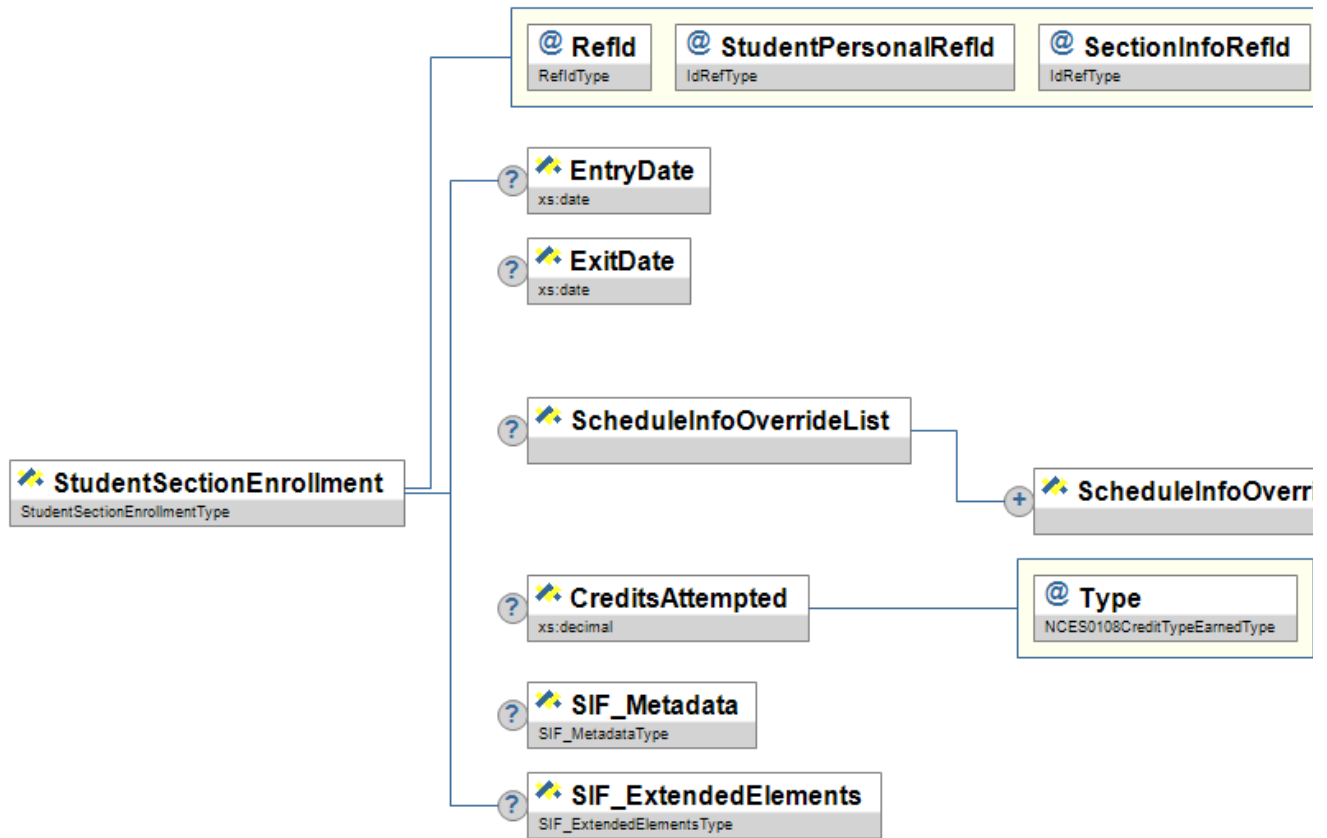 @ RefId
RefIdType
@ StudentPersonalRefId
IdRefType
@ SectionInfoRefId
IdRefType
? EntryDate
xs:date
? ExitDate
xs:date
? ScheduleInfoOverrideList
StudentSectionEnrollment
StudentSectionEnrollmentType
+ ScheduleInfoOverri
? CreditsAttempted
xs:decimal
@ Type
NCES0108CreditTypeEarnedType
? SIF_Metadata
SIF_MetadataType
? SIF_ExtendedElements
SIF_ExtendedElementsType